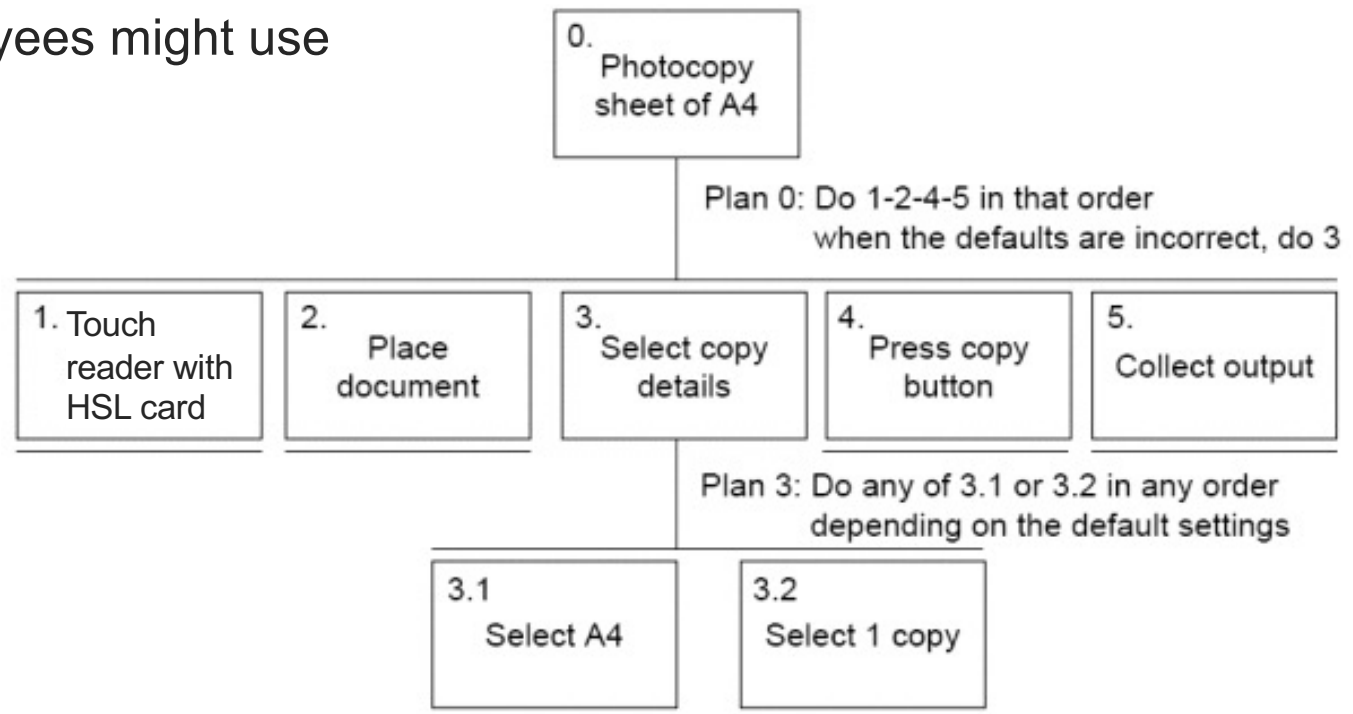 yees might use
0.
Photocopy
sheet of A4
Plan 0: Do 1-2-4-5 in that order
when the defaults are incorrect, do 3
1. Touch
reader with
HSL card
2.
Place
document
3.
Select copy
details
4.
Press copy
button
5.
Collect output
Plan 3: Do any of 3.1 or 3.2 in any order
depending on the default settings
3.1
Select A4
3.2
Select 1 copy